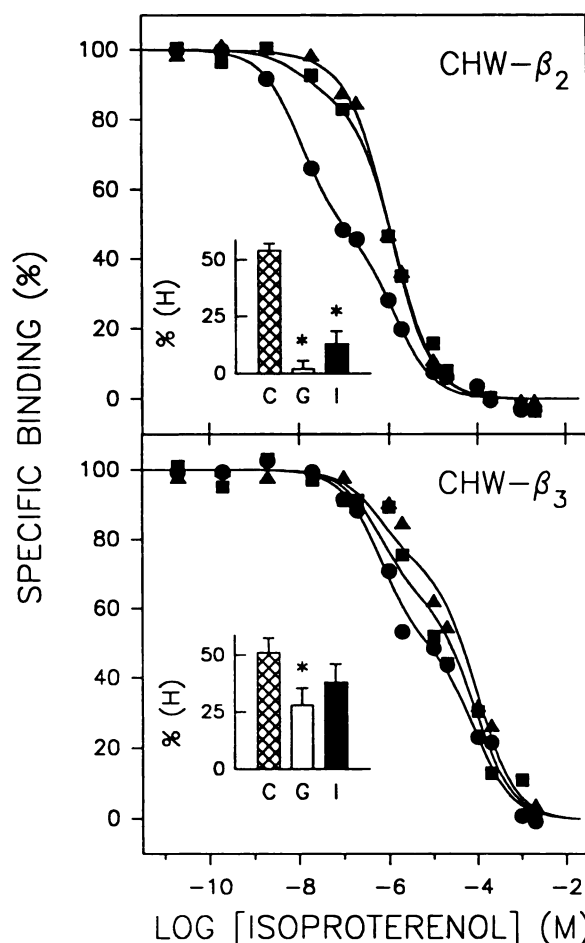 SPECIFIC BINDING (%)
CHW-β2
100
80
60
40
20
0
% (H)
50
25
0
*
*
C G I
CHW-β3
100
80
60
40
20
0
% (H)
50
25
0
*
C G I
-10 -8 -6 -4 -2
LOG [ISOPROTERENOL] (M)